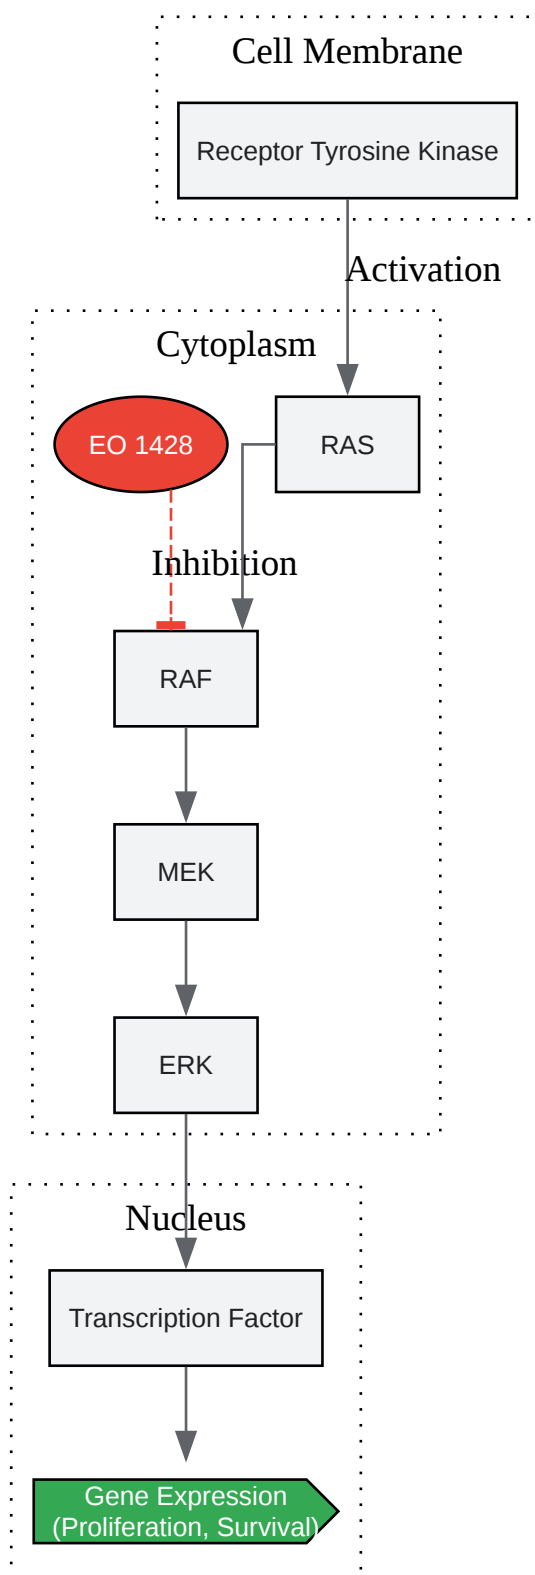 Cell Membrane
Receptor Tyrosine Kinase
Activation
Cytoplasm
EO 1428
RAS
Inhibition
RAF
MEK
ERK
Nucleus
Transcription Factor
Gene Expression
(Proliferation, Survival)